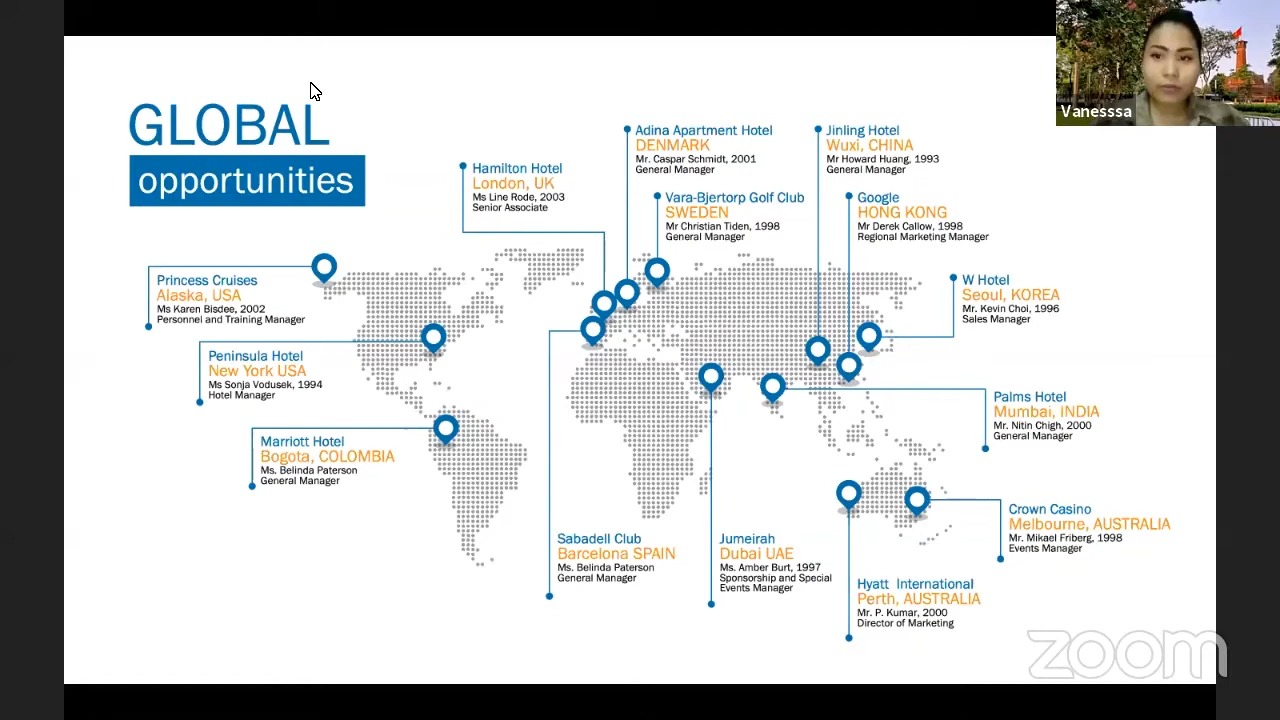 Vanesssa
GLOBAL
opportunities
Adina Apartment Hotel
DENMARK
Mr. Caspar Schmidt, 2001
General Manager
Jinling Hotel
Wuxi, CHINA
Mr Howard Huang, 1993
General Manager
Hamilton Hotel
London, UK
Ms Line Rode, 2003
Senior Associate
Vara-Bjertorp Golf Club
SWEDEN
Mr Christian Tiden, 1998
General Manager
Google
HONG KONG
Mr Derek Callow, 1998
Regional Marketing Manager
Princess Cruises
Alaska, USA
Ms Karen Bisdee, 2002
Personnel and Training Manager
W Hotel
Seoul, KOREA
Mr. Kevin Choi, 1996
Sales Manager
Peninsula Hotel
New York USA
Ms Sonja Vodusek, 1994
Hotel Manager
Palms Hotel
Mumbai, INDIA
Mr. Nitin Chigh, 2000
General Manager
Marriott Hotel
Bogota, COLOMBIA
Ms. Belinda Paterson
General Manager
Crown Casino
Melbourne, AUSTRALIA
Mr. Mikael Friberg, 1998
Events Manager
Sabadell Club
Barcelona SPAIN
Ms. Belinda Paterson
General Manager
Jumeirah
Dubai UAE
Ms. Amber Burt, 1997
Sponsorship and Special
Events Manager
Hyatt International
Perth, AUSTRALIA
Mr. P. Kumar, 2000
Director of Marketing
zoom